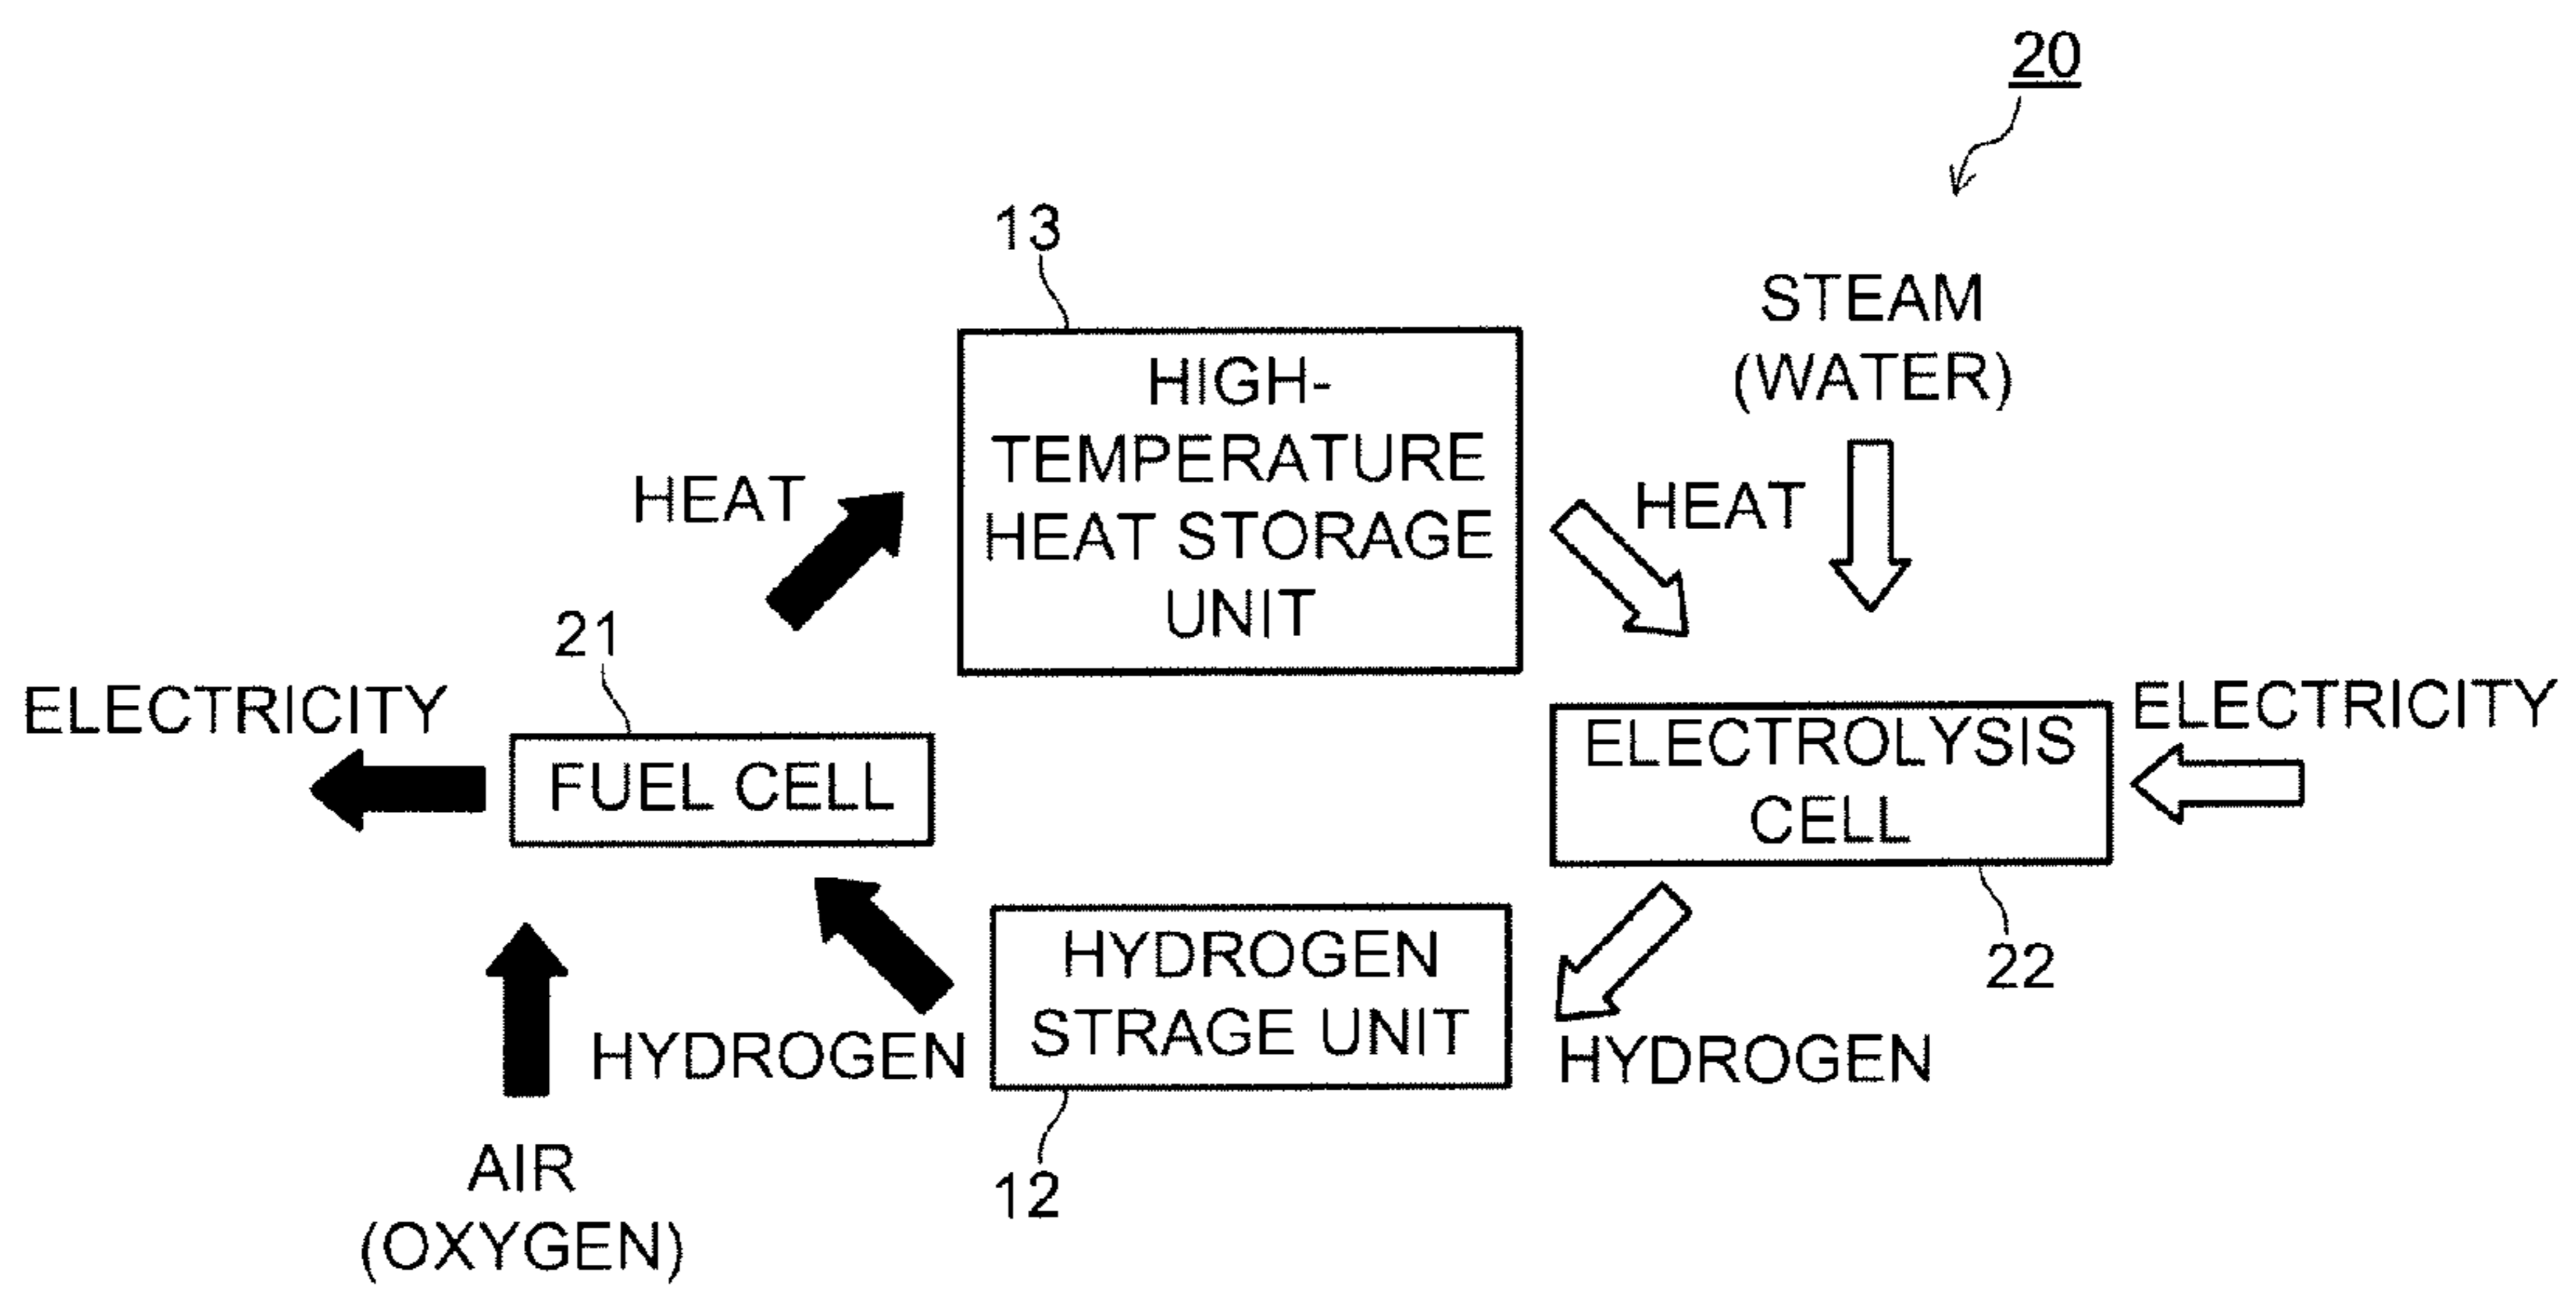 20
13
STEAM
(WATER)
HIGH-
TEMPERATURE
HEAT STORAGE
UNIT
HEAT
HEAT
21
ELECTRICITY
FUEL CELL
ELECTROLYSIS
CELL
ELECTRICITY
22
HYDROGEN
STRAGE UNIT
HYDROGEN
HYDROGEN
12
AIR
(OXYGEN)